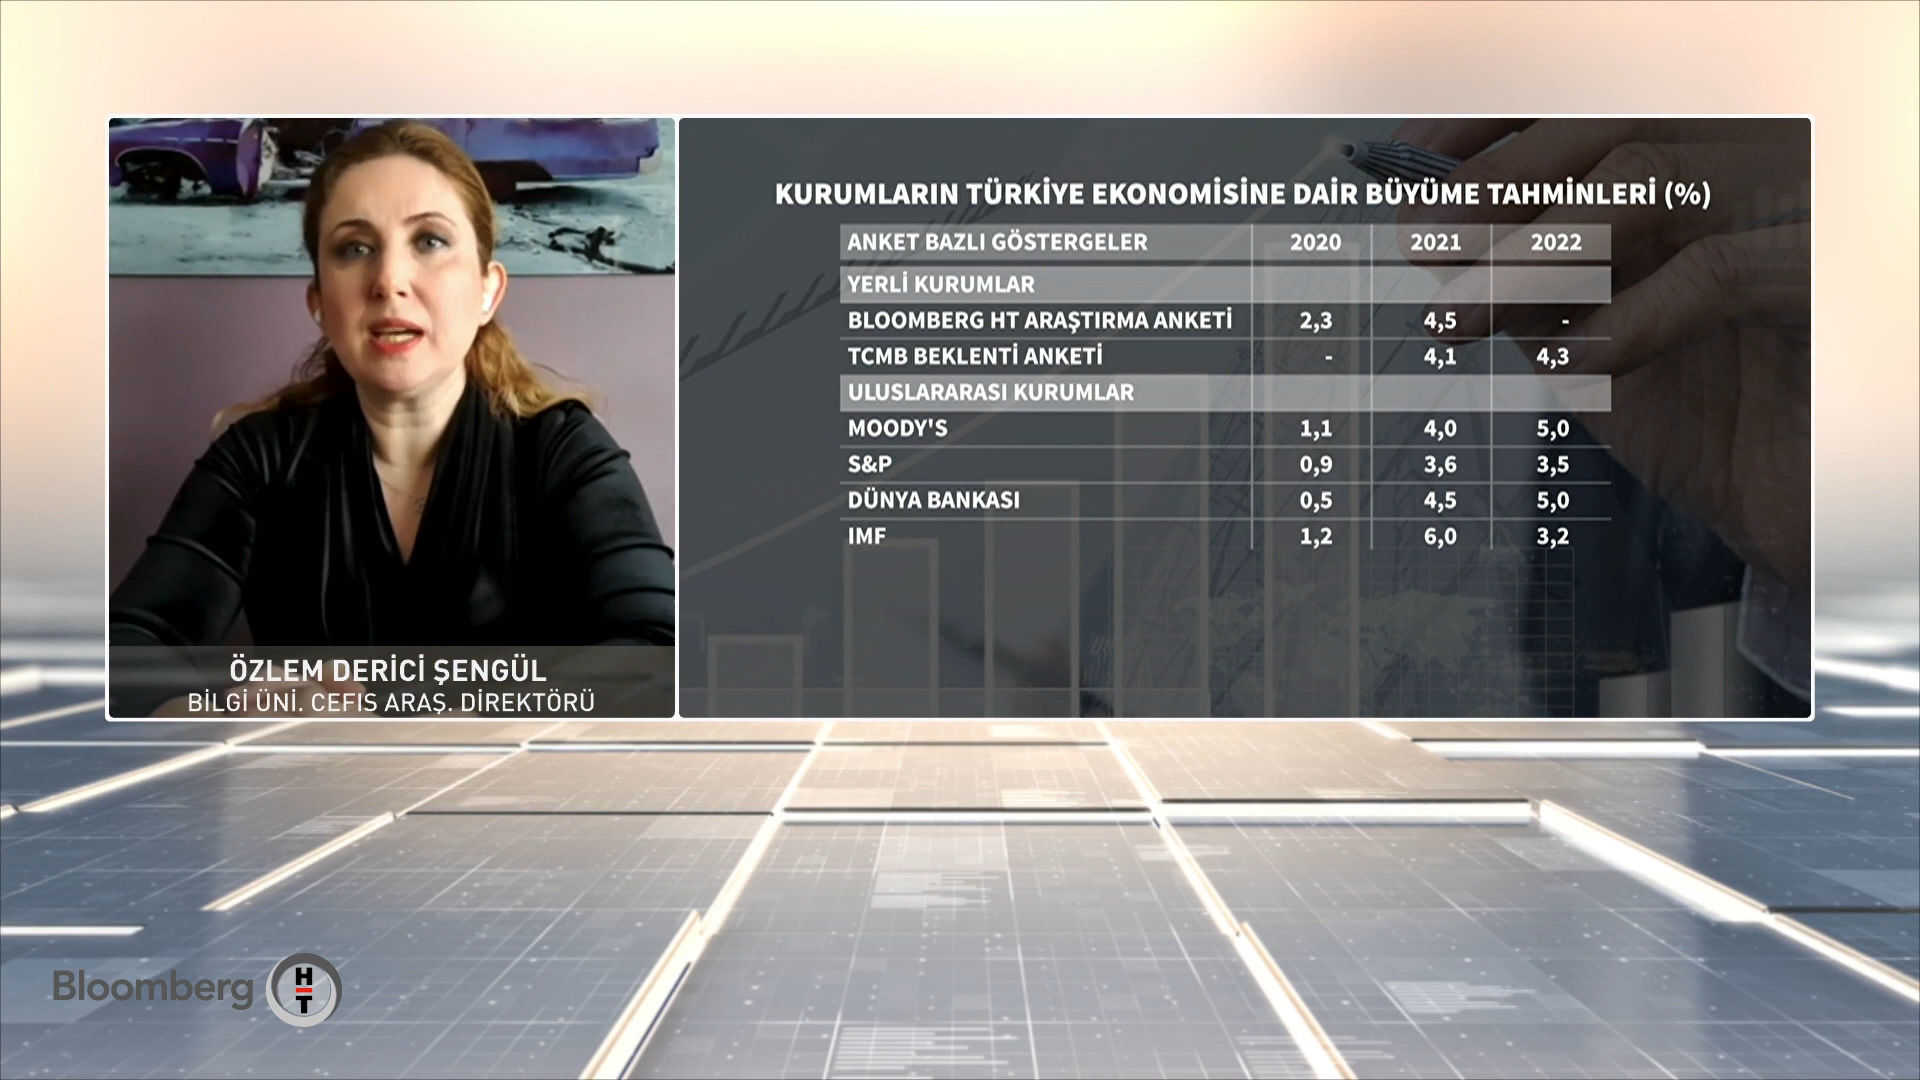 KURUMLARIN TÜRKİYE EKONOMİSİNE DAİR BÜYÜME TAHMİNLERİ (%)
ANKET BAZLI GÖSTERGELER 2020 2021 2022
YERLİ KURUMLAR
BLOOMBERG HT ARAŞTIRMA ANKETİ 2,3 4,5 -
TCMB BEKLENTİ ANKETİ - 4,1 4,3
ULUSLARARASI KURUMLAR
MOODY'S 1,1 4,0 5,0
S&P 0,9 3,6 3,5
DÜNYA BANKASI 0,5 4,5 5,0
IMF 1,2 6,0 3,2
ÖZLEM DERİCİ ŞENGÜL
BİLGİ ÜNİ. CEFIS ARAŞ. DİREKTÖRÜ
Bloomberg HT